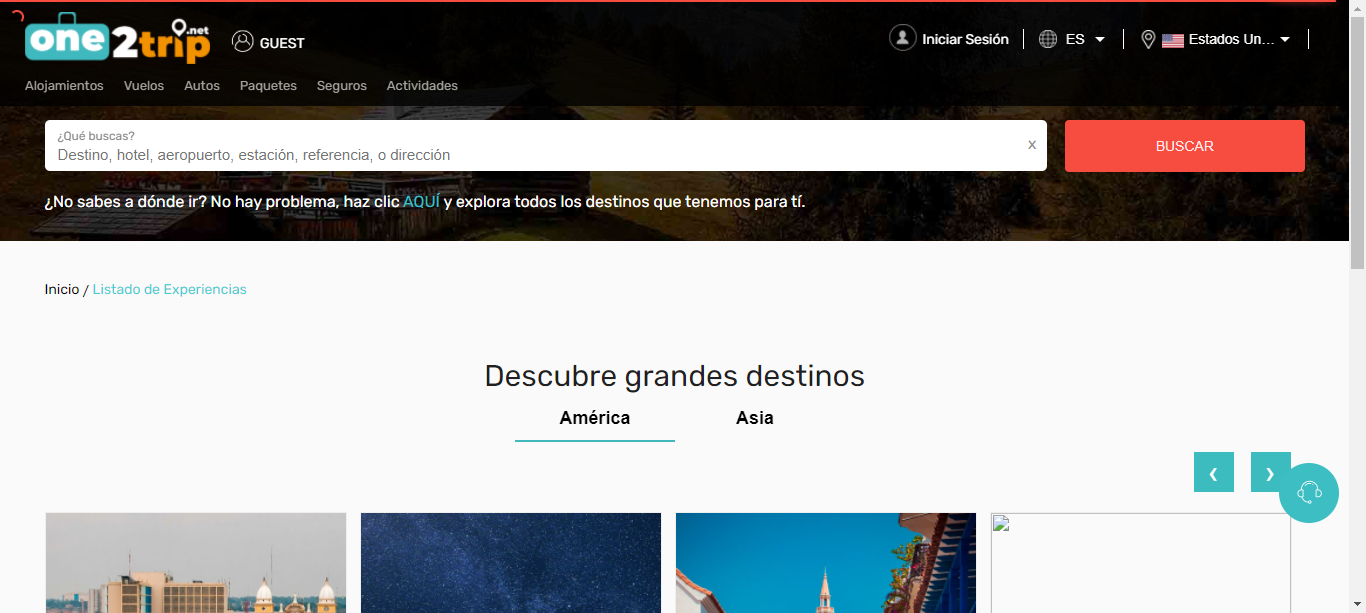 one2trip.net
GUEST
Iniciar Sesión
ES
Estados Un...
Alojamientos Vuelos Autos Paquetes Seguros Actividades
¿Qué buscas?
Destino, hotel, aeropuerto, estación, referencia, o dirección
x
BUSCAR
¿No sabes a dónde ir? No hay problema, haz clic AQUÍ y explora todos los destinos que tenemos para tí.
Inicio / Listado de Experiencias
Descubre grandes destinos
América Asia